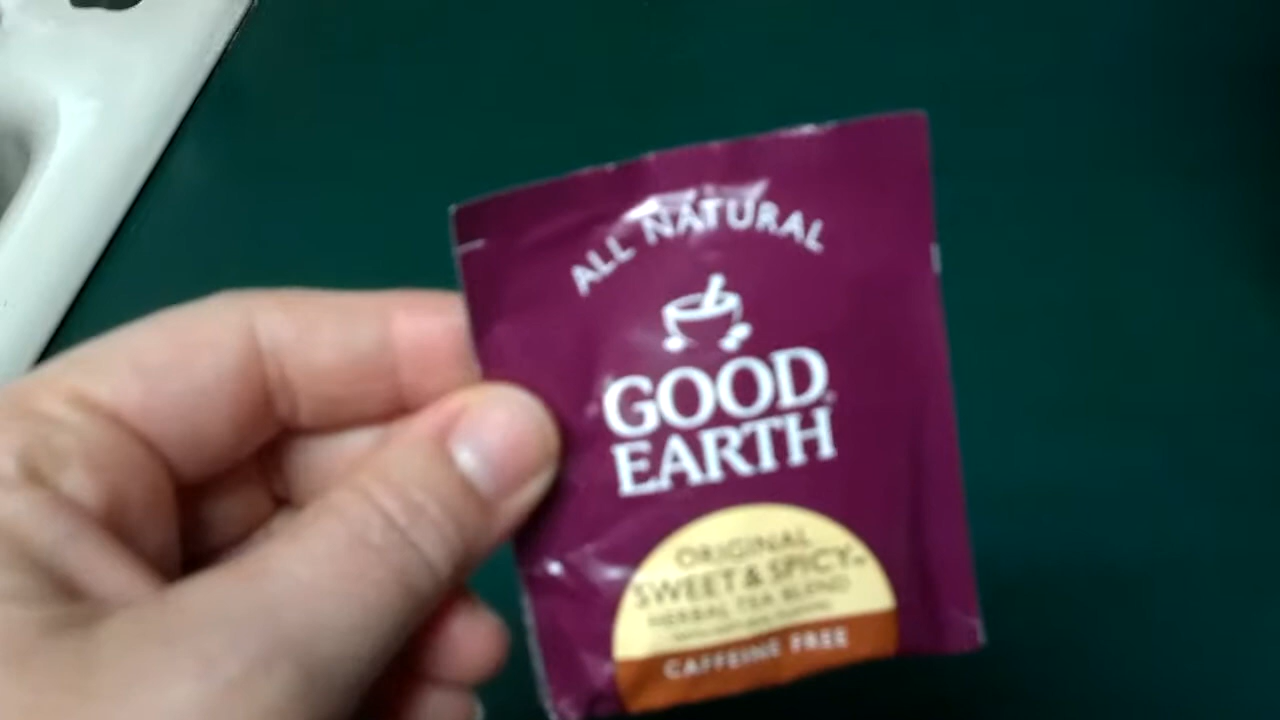 ALL NATURAL
GOOD
EARTH
ORIGINAL
SWEET & SPICY
HERBAL TEA BLEND
CAFFEINE FREE